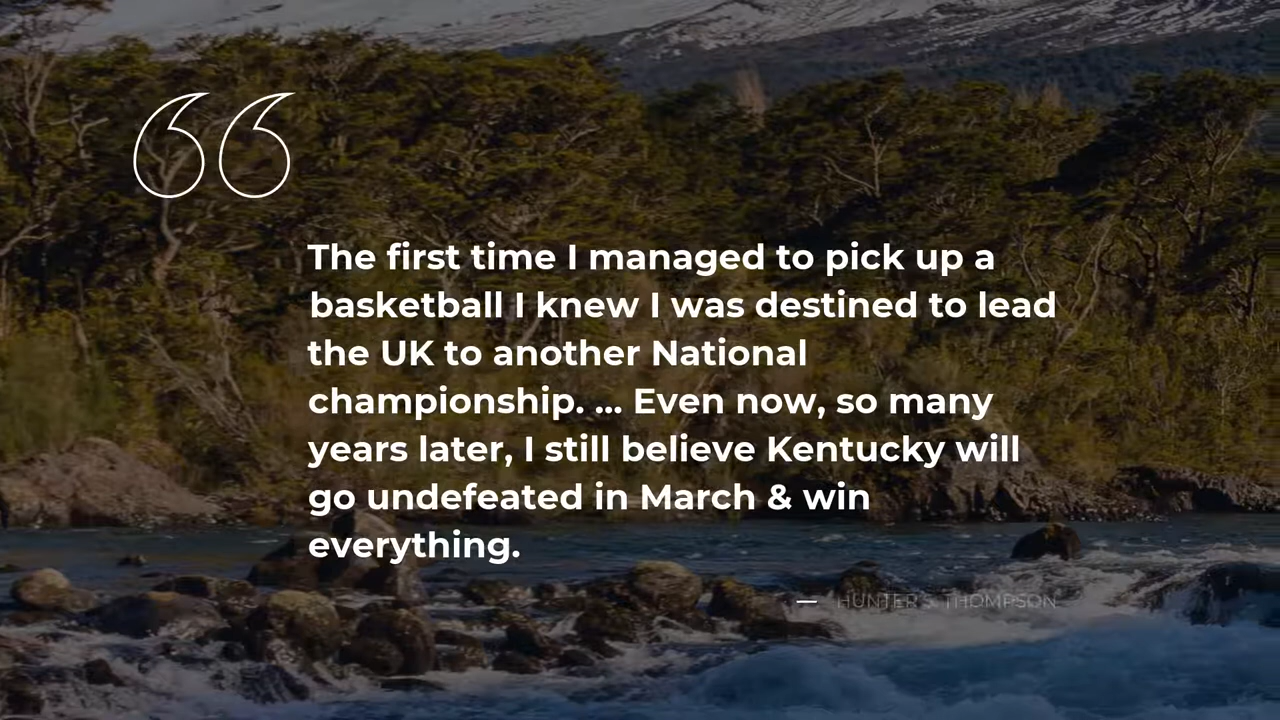 The first time I managed to pick up a
basketball I knew I was destined to lead
the UK to another National
championship. ... Even now, so many
years later, I still believe Kentucky will
go undefeated in March & win
everything.
— HUNTER S. THOMPSON